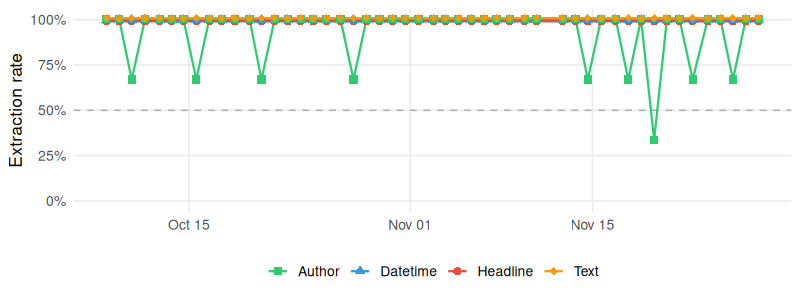 100%
75%
50%
25%
0%
Extraction rate
Oct 15 Nov 01 Nov 15
Author Datetime Headline Text